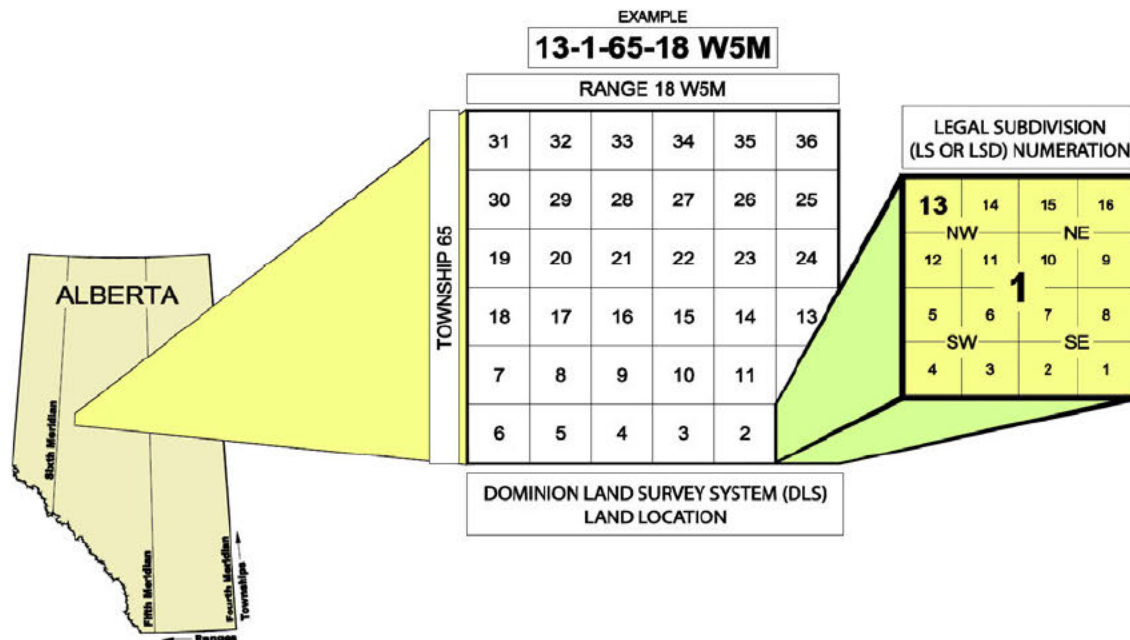 EXAMPLE
13-1-65-18 W5M
RANGE 18 W5M
TOWNSHIP 65
31 32 33 34 35 36
30 29 28 27 26 25
19 20 21 22 23 24
18 17 16 15 14 13
7 8 9 10 11
6 5 4 3 2
DOMINION LAND SURVEY SYSTEM (DLS)
LAND LOCATION
LEGAL SUBDIVISION
(LS OR LSD) NUMERATION
13 14 15 16
NW NE
12 11 10 9
1
5 6 7 8
SW SE
4 3 2 1
ALBERTA
Sixth Meridian
Fifth Meridian
Fourth Meridian
Townships
Ranges